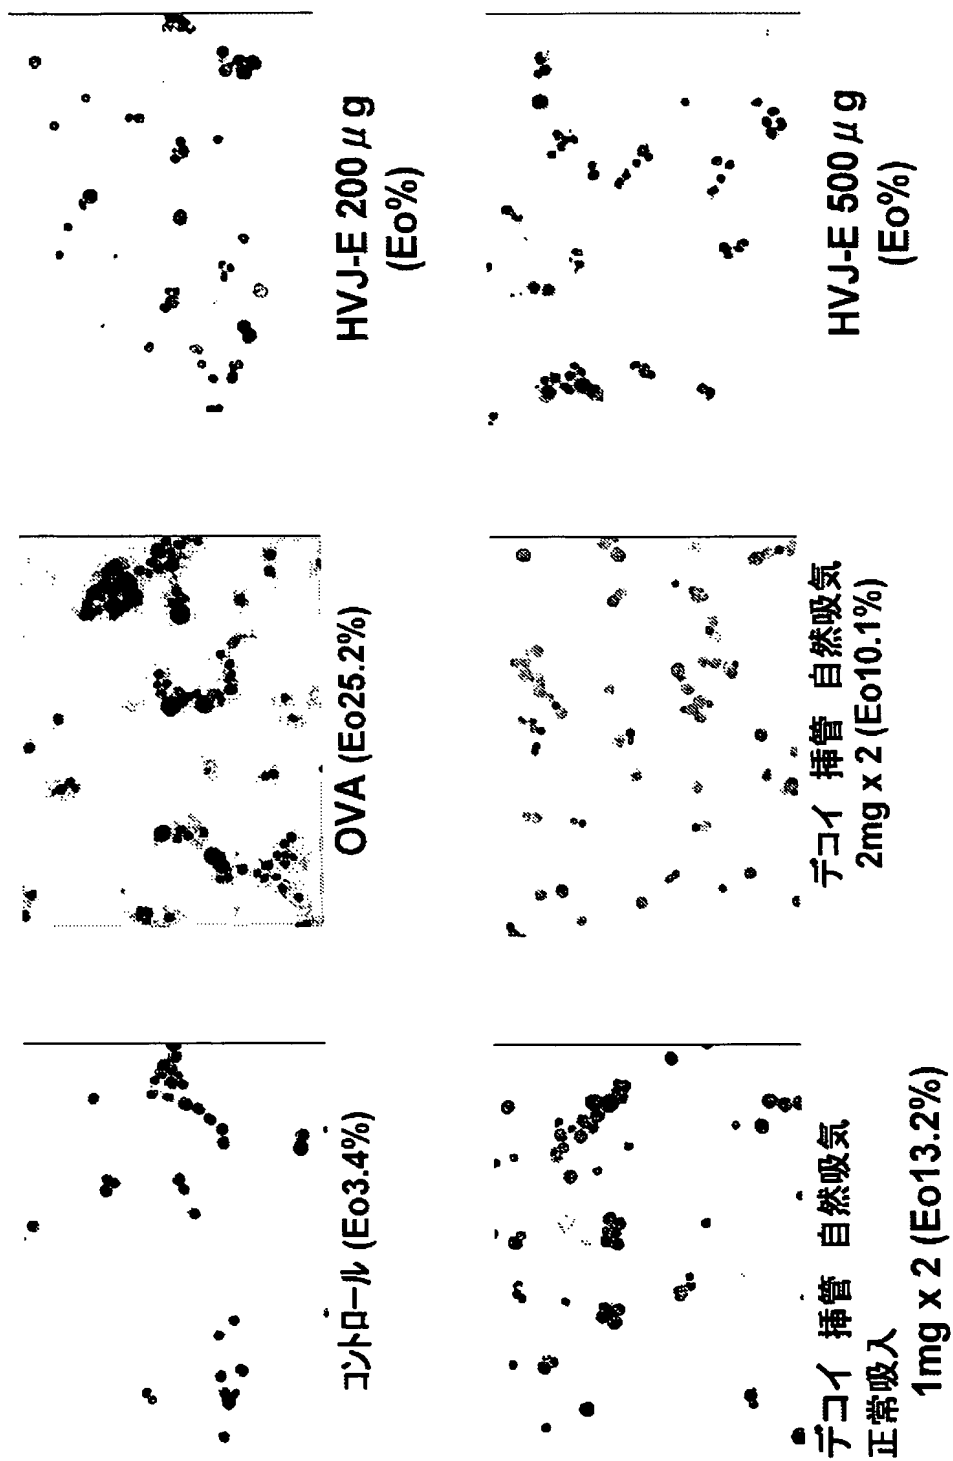 コントロール (Eo3.4%)
OVA (Eo25.2%)
HVJ-E 200μg
(Eo%)
デコイ 挿管 自然吸気
正常吸入
1mg x 2 (Eo13.2%)
デコイ 挿管 自然吸気
2mg x 2 (Eo10.1%)
HVJ-E 500μg
(Eo%)